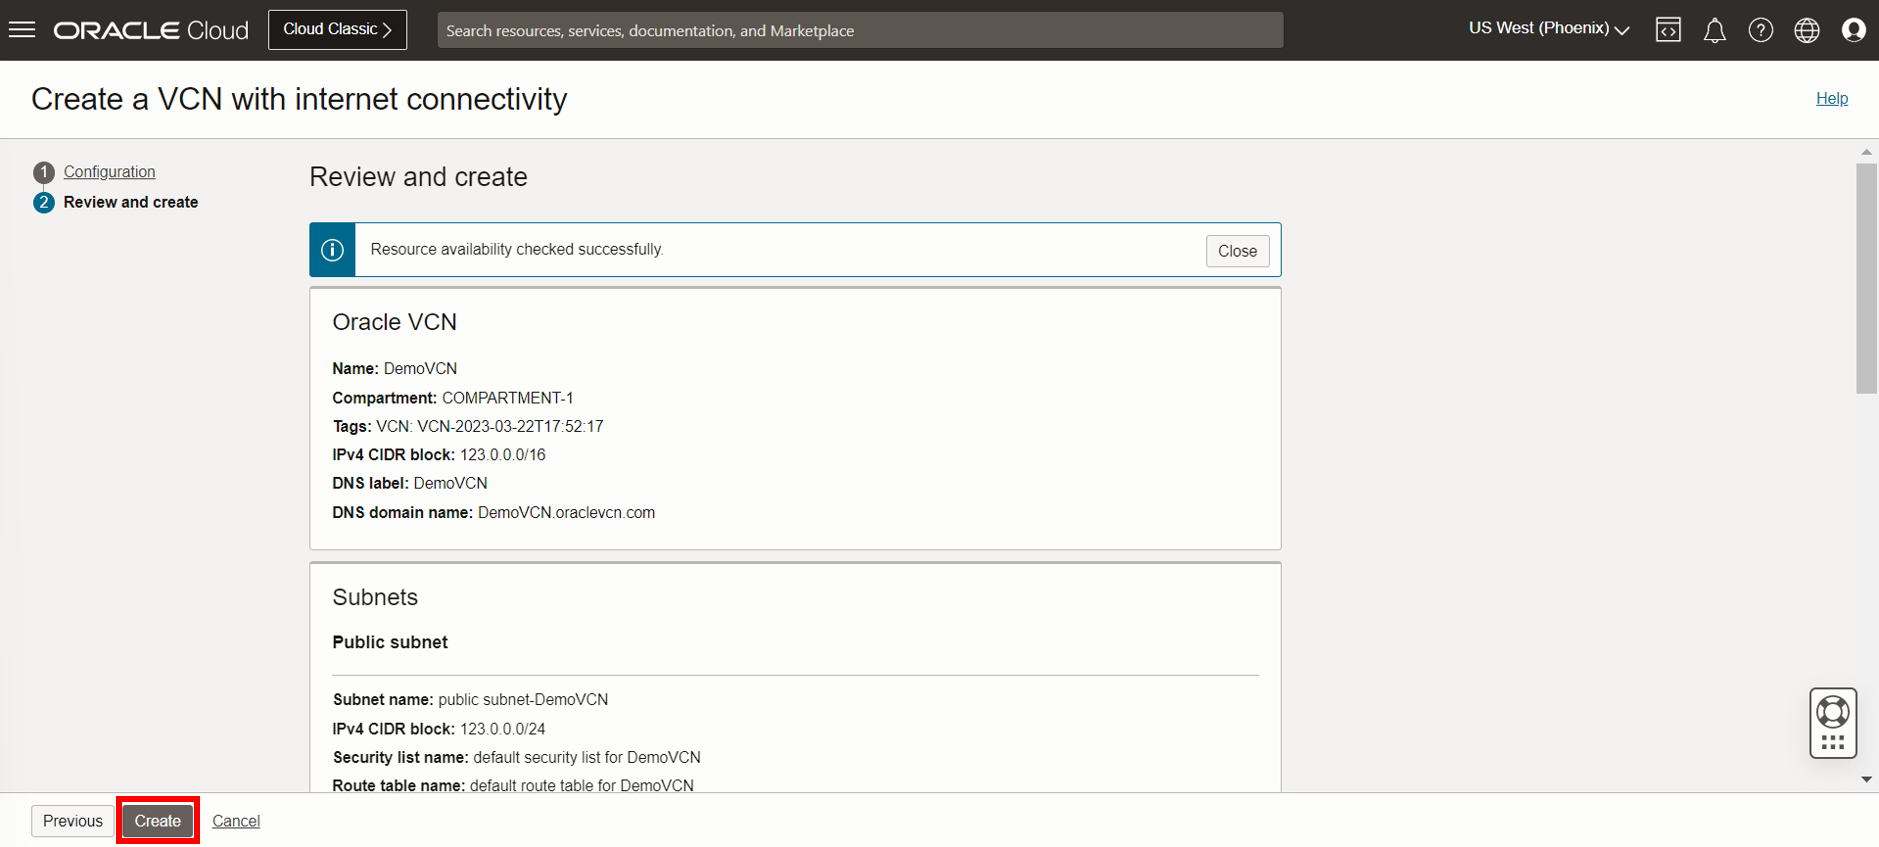 ORACLE Cloud
Cloud Classic
Search resources, services, documentation, and Marketplace
US West (Phoenix)
Create a VCN with internet connectivity
Help
1 Configuration
2 Review and create
Review and create
Resource availability checked successfully.
Close
Oracle VCN
Name: DemoVCN
Compartment: COMPARTMENT-1
Tags: VCN: VCN-2023-03-22T17:52:17
IPv4 CIDR block: 123.0.0.0/16
DNS label: DemoVCN
DNS domain name: DemoVCN.oraclevcn.com
Subnets
Public subnet
Subnet name: public subnet-DemoVCN
IPv4 CIDR block: 123.0.0.0/24
Security list name: default security list for DemoVCN
Route table name: default route table for DemoVCN
Previous
Create
Cancel